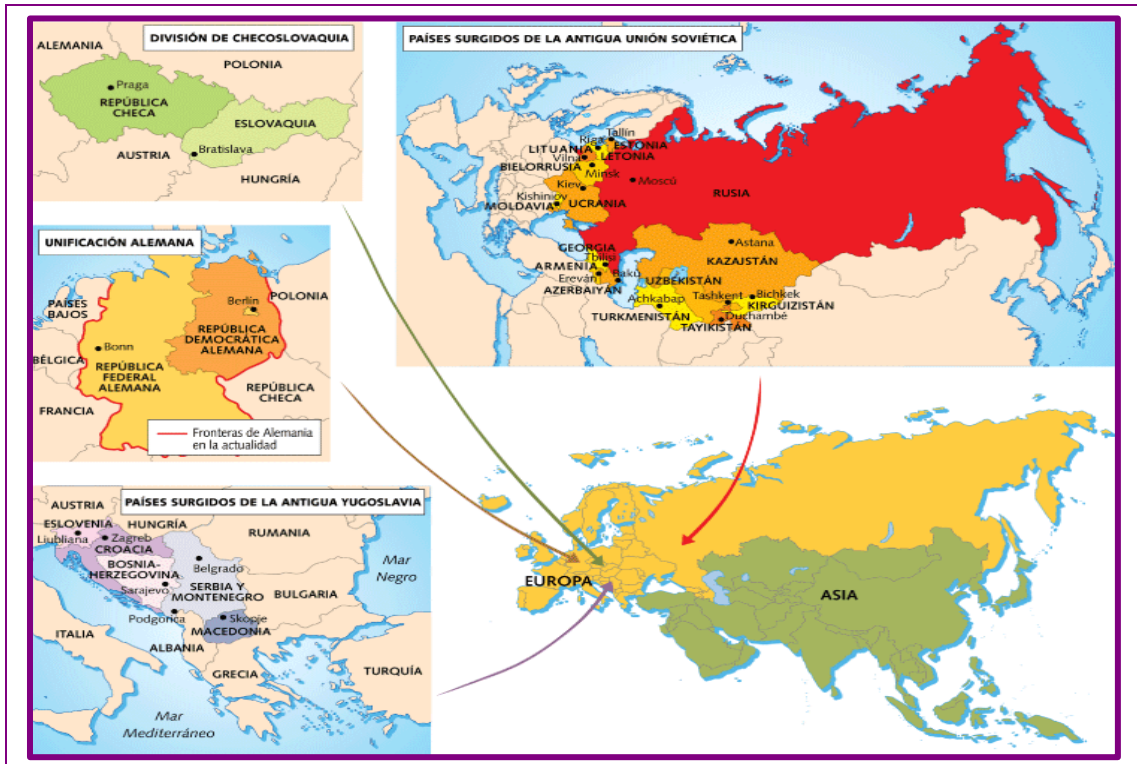 DIVISIÓN DE CHECOSLOVAQUIA
ALEMANIA
POLONIA
Praga
REPÚBLICA
CHECA
ESLOVAQUIA
AUSTRIA
Bratislava
HUNGRÍA
PAÍSES SURGIDOS DE LA ANTIGUA UNIÓN SOVIÉTICA
Tallín
Riga
ESTONIA
LITUANIA
LETONIA
Vilna
BIELORRUSIA
Minsk
Moscú
Kiev
RUSIA
Kishiniov
UCRANIA
MOLDAVIA
Astana
GEORGIA
KAZAJSTÁN
Tbilisi
ARMENIA
Ereván
Bakú
UZBEKISTÁN
AZERBAIYÁN
Achkabap
Tashkent
Bichkek
KIRGUIZISTÁN
TURKMENISTÁN
Duchambé
TAYIKISTÁN
UNIFICACIÓN ALEMANA
PAÍSES
BAJOS
Berlín
POLONIA
REPÚBLICA
DEMOCRÁTICA
ALEMANA
Bonn
BÉLGICA
REPÚBLICA
FEDERAL
ALEMANA
REPÚBLICA
CHECA
FRANCIA
Fronteras de Alemania
en la actualidad
PAÍSES SURGIDOS DE LA ANTIGUA YUGOSLAVIA
AUSTRIA
ESLOVENIA
HUNGRÍA
Liubliana
Zagreb
RUMANIA
CROACIA
BOSNIA-
HERZEGOVINA
Belgrado
Mar
Negro
Sarajevo
SERBIA Y
MONTENEGRO
BULGARIA
Podgorica
Skopje
MACEDONIA
ITALIA
ALBANIA
GRECIA
TURQUÍA
Mar
Mediterráneo
EUROPA
ASIA